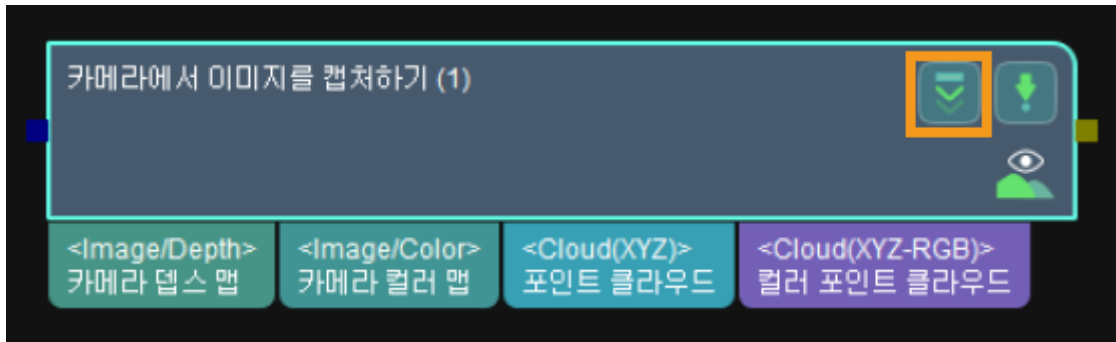 카메라에서 이미지를 캡처하기 (1)
<Image/Depth>
카메라 뎁스 맵
<Image/Color>
카메라 컬러 맵
<Cloud(XYZ)>
포인트 클라우드
<Cloud(XYZ-RGB)>
컬러 포인트 클라우드